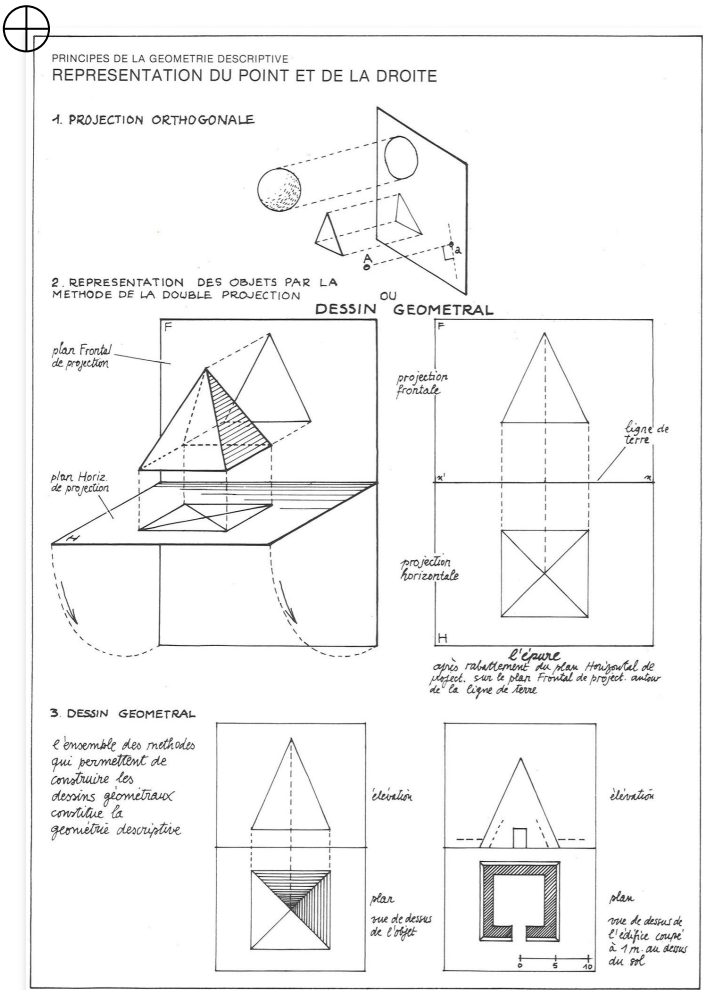 PRINCIPES DE LA GEOMETRIE DESCRIPTIVE
REPRESENTATION DU POINT ET DE LA DROITE
1. PROJECTION ORTHOGONALE
A
a
2. REPRESENTATION DES OBJETS PAR LA
METHODE DE LA DOUBLE PROJECTION
OU
DESSIN GEOMETRAL
F
plan Frontal
de projection
plan Horiz.
de projection
H
F
projection
frontale
ligne de
terre
x'
x
projection
horizontale
H
l'épure
après rabattement du plan Horizontal de
project. sur le plan Frontal de project. autour
de la ligne de terre
3. DESSIN GEOMETRAL
l'ensemble des methodes
qui permettent de
construire les
dessins géométraux
constitue la
géométrie descriptive
élévation
plan
vue de dessus
de l'objet
élévation
plan
vue de dessus de
l'édifice coupé
à 1 m. au dessus
du sol
0 5 10